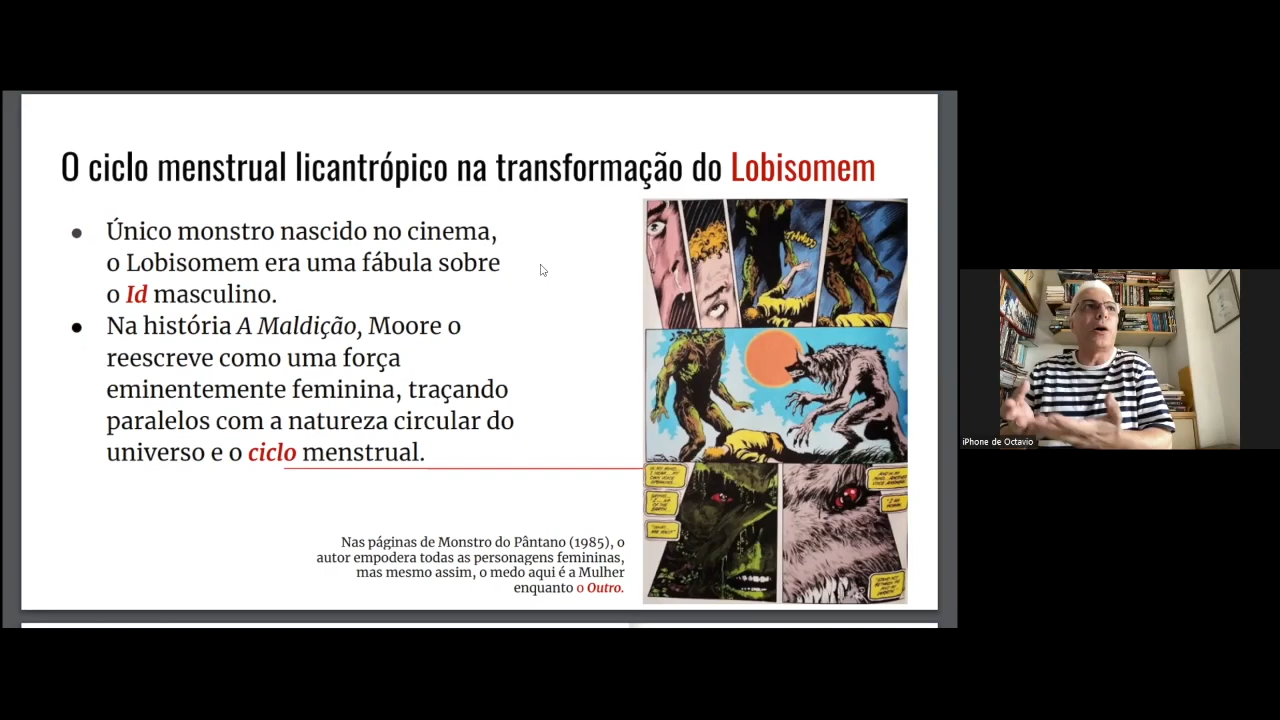 O ciclo menstrual licantrópico na transformação do Lobisomem
Único monstro nascido no cinema,
o Lobisomem era uma fábula sobre
o Id masculino.
Na história A Maldição, Moore o
reescreve como uma força
eminentemente feminina, traçando
paralelos com a natureza circular do
universo e o ciclo menstrual.
Nas páginas de Monstro do Pântano (1985), o
autor empodera todas as personagens femininas,
mas mesmo assim, o medo aqui é a Mulher
enquanto o Outro.
iPhone de Octavio